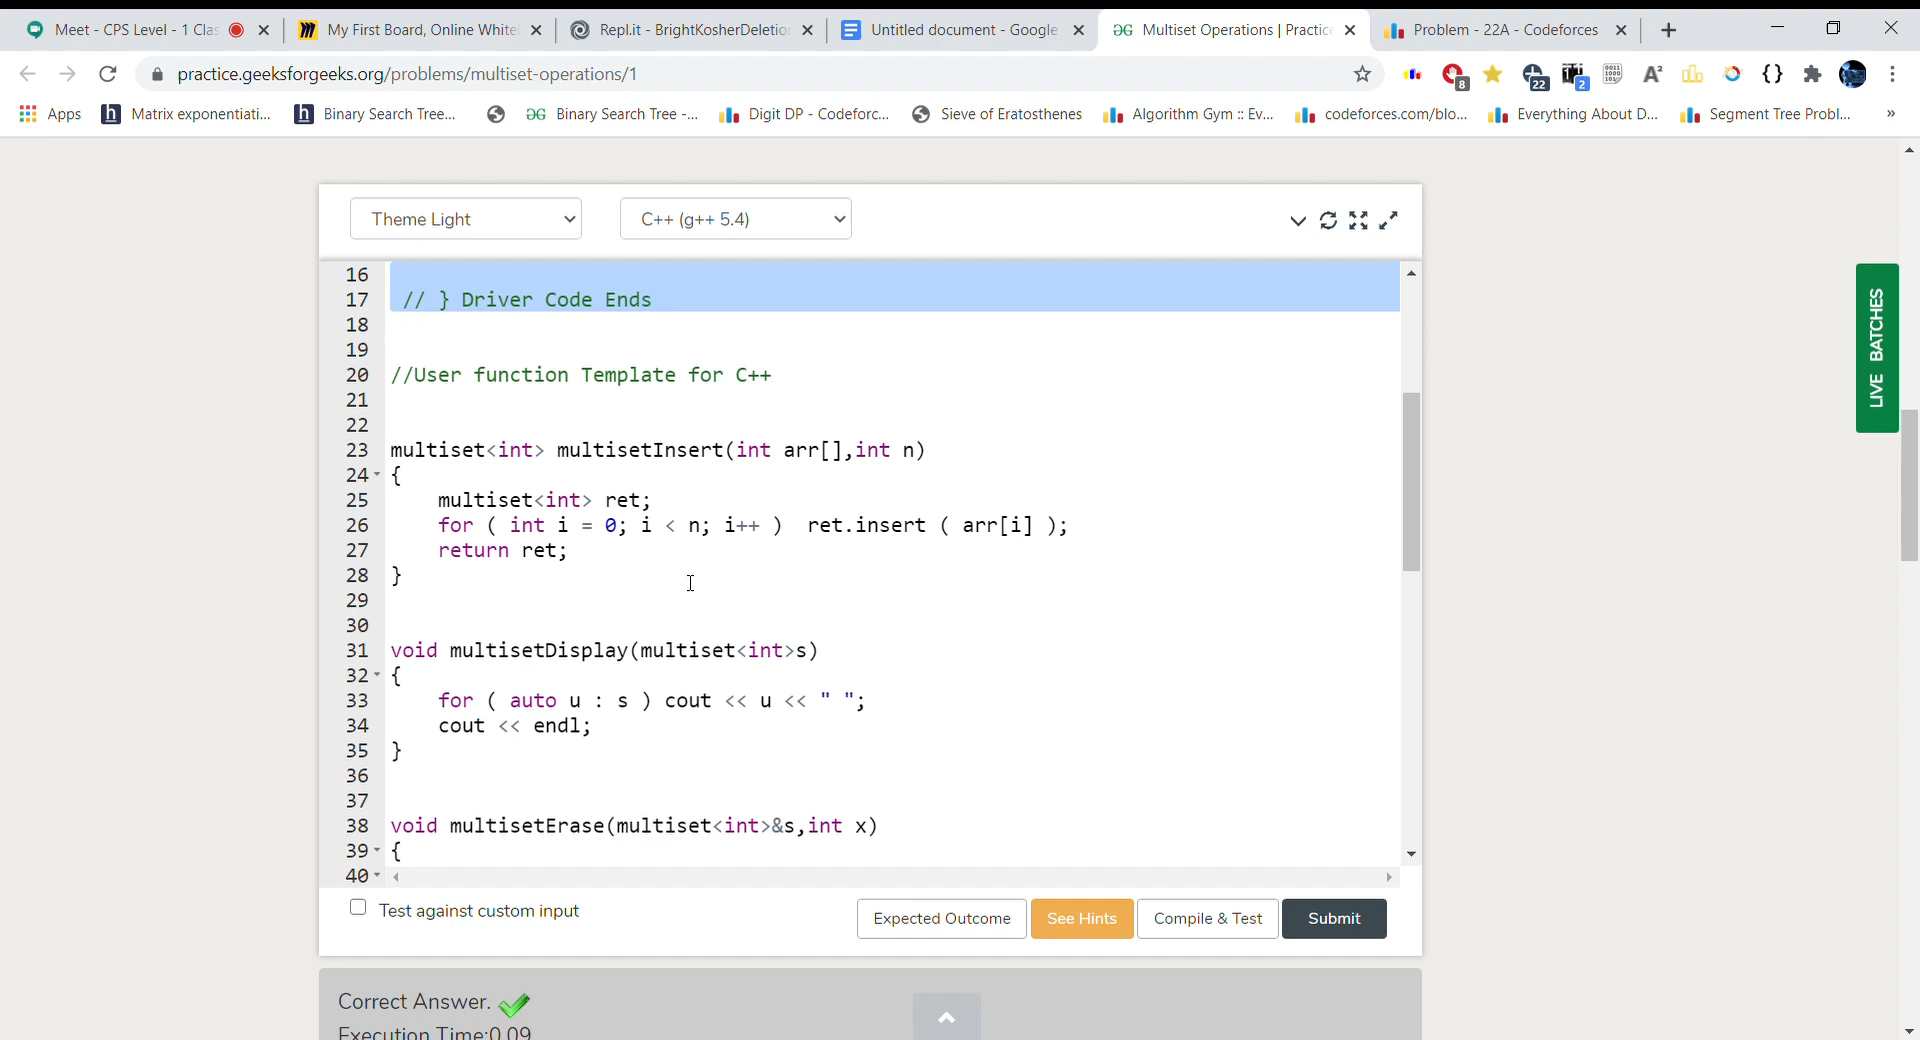 Meet - CPS Level - 1 Clas
My First Board, Online White
Repl.it - BrightKosherDeletio
Untitled document - Google
Multiset Operations | Practic
Problem - 22A - Codeforces
practice.geeksforgeeks.org/problems/multiset-operations/1
8
22
2
Apps
Matrix exponentiati...
Binary Search Tree...
Binary Search Tree -...
Digit DP - Codeforc...
Sieve of Eratosthenes
Algorithm Gym :: Ev...
codeforces.com/blo...
Everything About D...
Segment Tree Probl...
»
Theme Light
C++ (g++ 5.4)
16
17 // } Driver Code Ends
18
19
20 //User function Template for C++
21
22
23 multiset<int> multisetInsert(int arr[],int n)
24 {
25 multiset<int> ret;
26 for ( int i = 0; i < n; i++ ) ret.insert ( arr[i] );
27 return ret;
28 }
29
30
31 void multisetDisplay(multiset<int>s)
32 {
33 for ( auto u : s ) cout << u << " ";
34 cout << endl;
35 }
36
37
38 void multisetErase(multiset<int>&s,int x)
39 {
40
Test against custom input
Expected Outcome
See Hints
Compile & Test
Submit
Correct Answer.
Execution Time:0.09
LIVE BATCHES